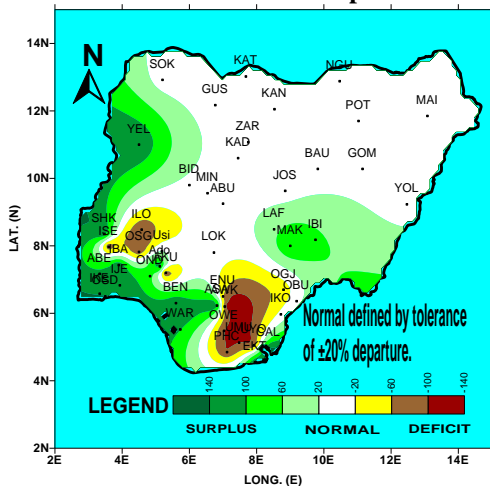 14N
12N
10N
8N
6N
4N
2N
LAT. (N)
N
SOK
KAT
NGU
GUS
KAN
POT
MAI
YEL
ZAR
KAD
BID
MIN
ABU
BAU
GOM
JOS
YOL
SHK
ILO
ISE
OSG
Usi
LAF
IBI
MAK
LOK
IBA
Ado
ABE
IJE
BEN
ENU
OGJ
OBU
IKO
OWE
WAR
PHC
UYO
CAL
EKT
Normal defined by tolerance
of ±20% departure.
LEGEND
140
100
60
20
-20
-60
-100
-140
SURPLUS
NORMAL
DEFICIT
2E
4E
6E
8E
10E
12E
14E
LONG. (E)